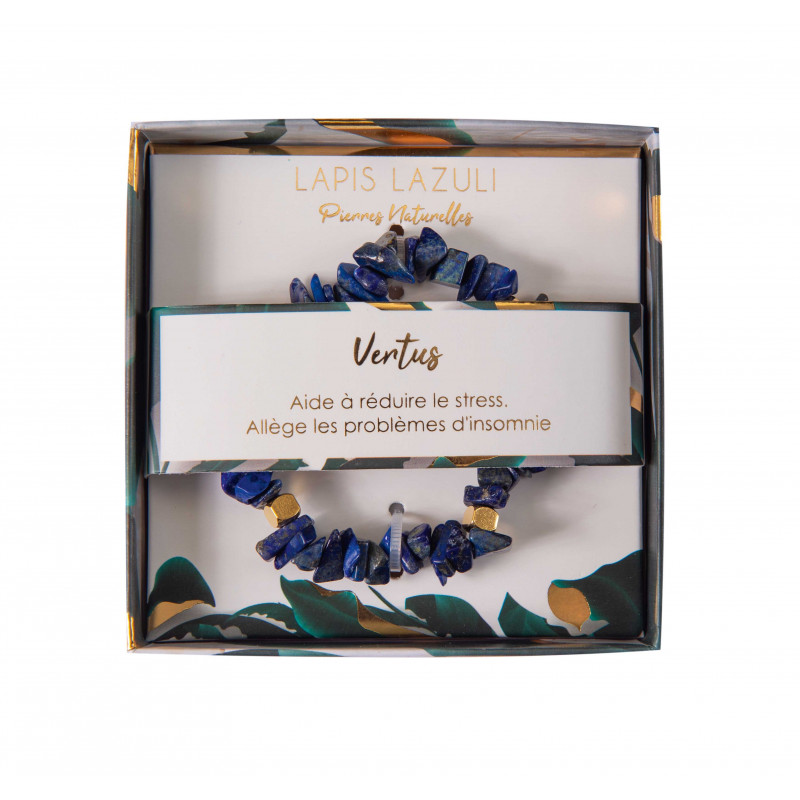 LAPIS LAZULI
Pierres Naturelles
Vertus
Aide à réduire le stress.
Allège les problèmes d'insomnie